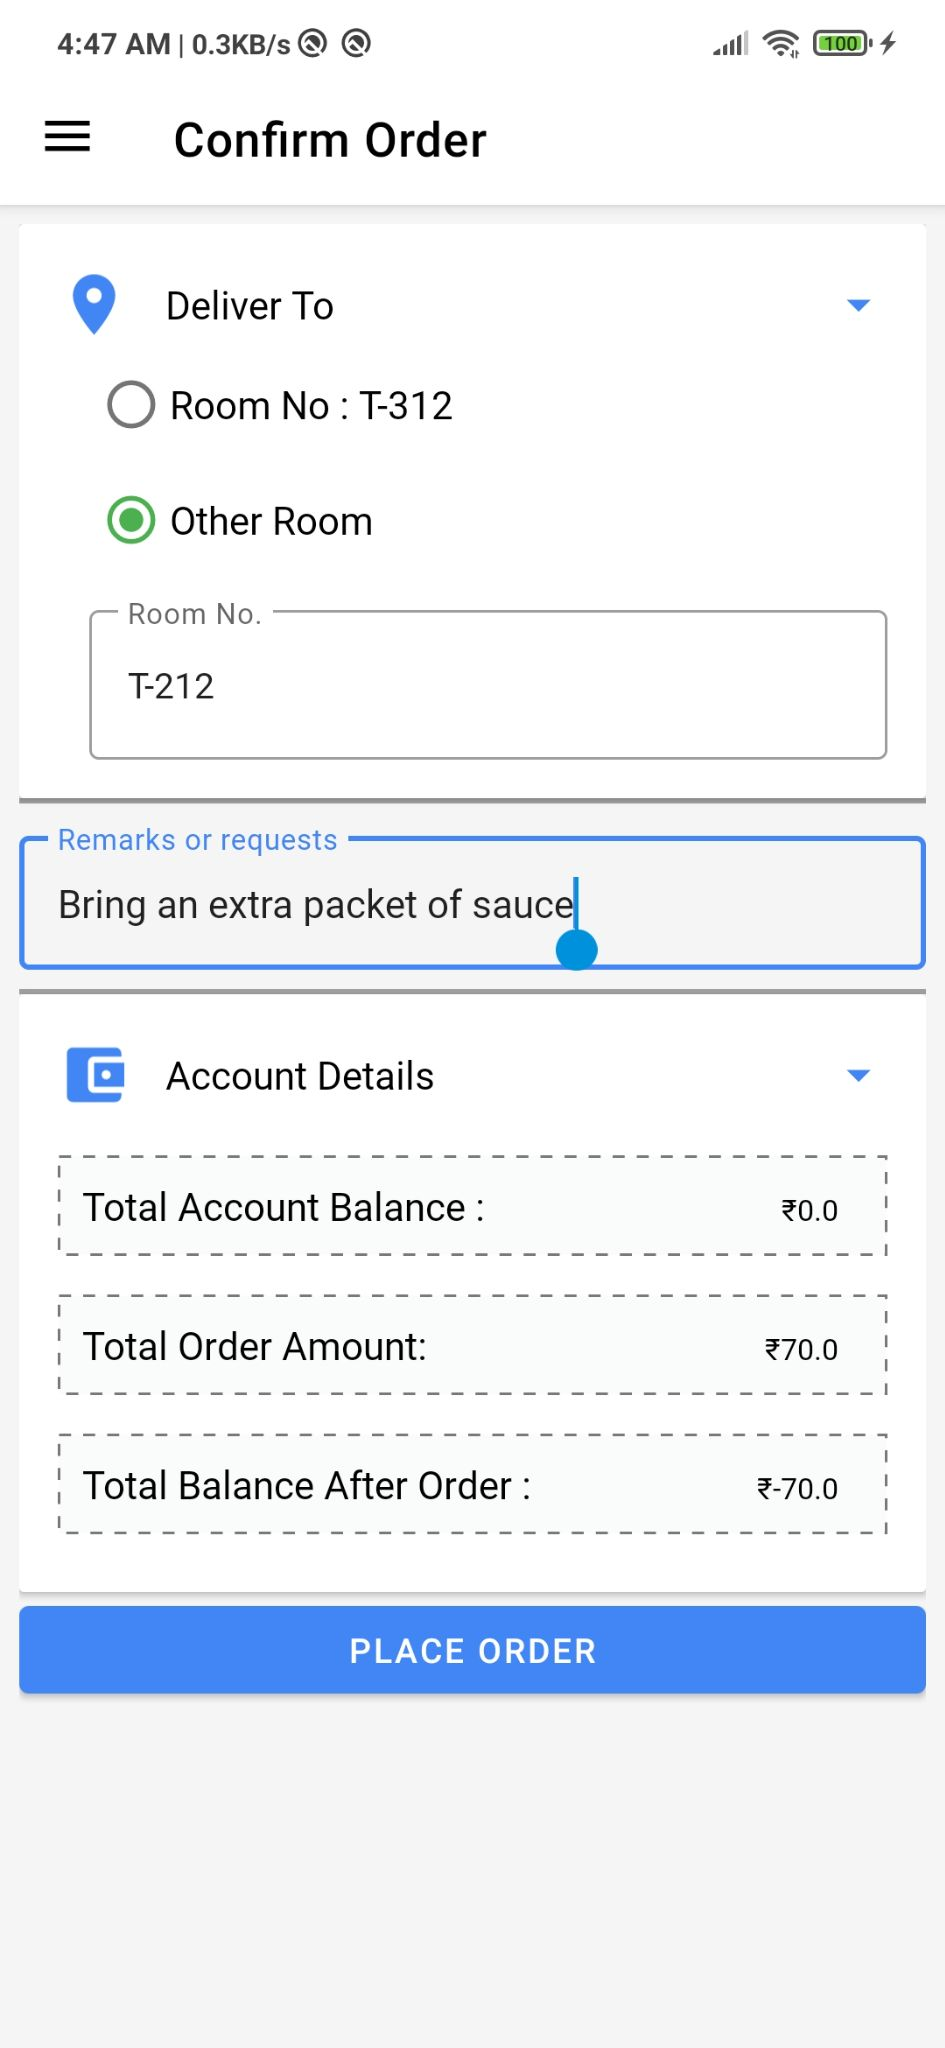 4:47 AM | 0.3KB/s
100
Confirm Order
Deliver To
Room No : T-312
Other Room
Room No.
T-212
Remarks or requests
Bring an extra packet of sauce
Account Details
Total Account Balance : ₹0.0
Total Order Amount: ₹70.0
Total Balance After Order : ₹-70.0
PLACE ORDER